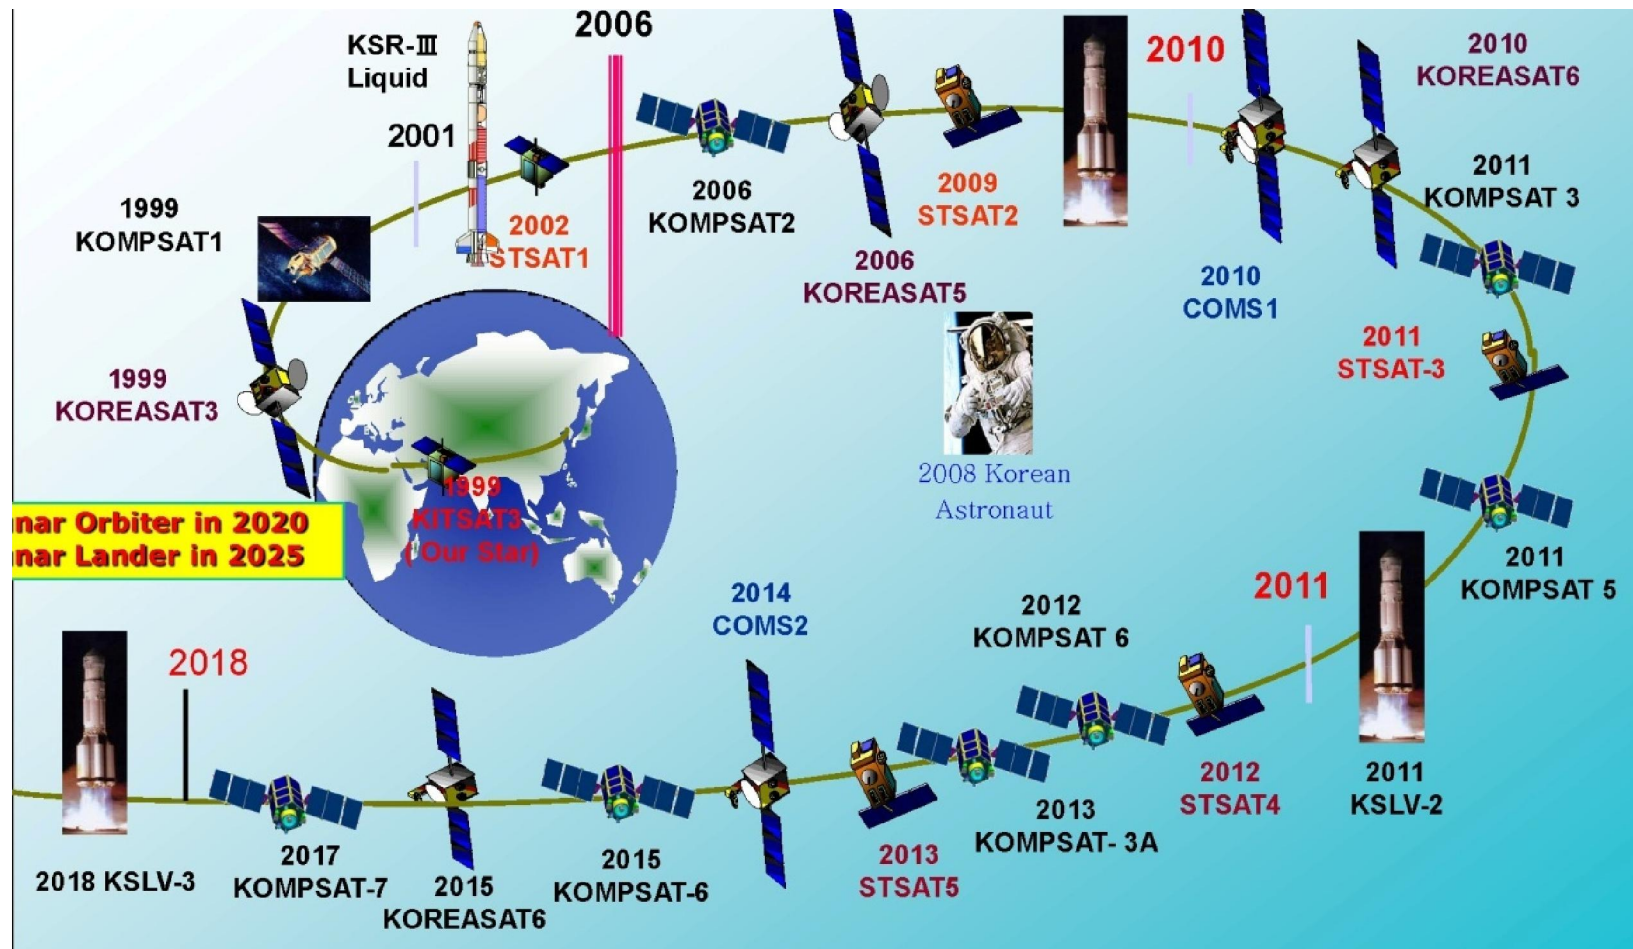 KSR-Ⅲ
Liquid
2006
2001
1999
KOMPSAT1
2002
STSAT1
2006
KOMPSAT2
2006
KOREASAT5
2009
STSAT2
2010
2010
COMS1
2010
KOREASAT6
2011
KOMPSAT 3
2011
STSAT-3
2008 Korean
Astronaut
1999
KOREASAT3
1999
KITSAT3
( Our Star)
nar Orbiter in 2020
nar Lander in 2025
2011
KOMPSAT 5
2011
2011
KSLV-2
2012
KOMPSAT 6
2012
STSAT4
2014
COMS2
2013
KOMPSAT- 3A
2013
STSAT5
2015
KOMPSAT-6
2015
KOREASAT6
2017
KOMPSAT-7
2018
2018 KSLV-3